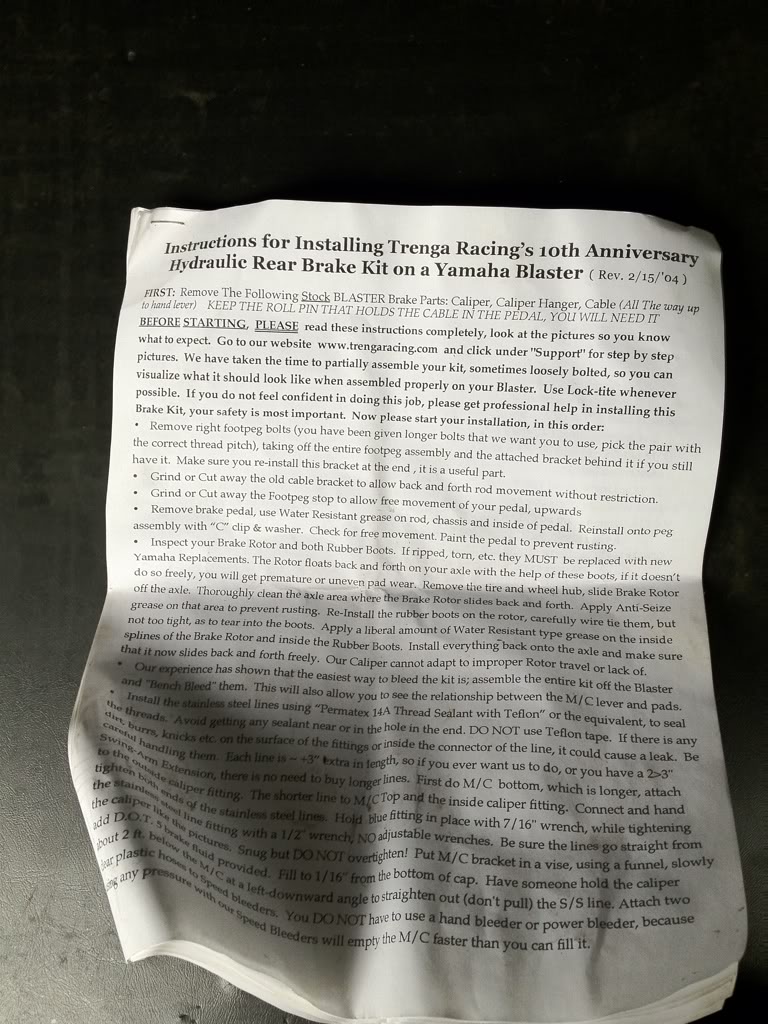 Instructions for Installing Trenga Racing's 10th Anniversary
Hydraulic Rear Brake Kit on a Yamaha Blaster ( Rev. 2/15/'04 )
FIRST: Remove The Following Stock BLASTER Brake Parts: Caliper, Caliper Hanger, Cable (All The way up
to hand lever) KEEP THE ROLL PIN THAT HOLDS THE CABLE IN THE PEDAL, YOU WILL NEED IT
BEFORE STARTING, PLEASE read these instructions completely, look at the pictures so you know
what to expect. Go to our website www.trengaracing.com and click under "Support" for step by step
pictures. We have taken the time to partially assemble your kit, sometimes loosely bolted, so you can
visualize what it should look like when assembled properly on your Blaster. Use Lock-tite whenever
possible. If you do not feel confident in doing this job, please get professional help in installing this
Brake Kit, your safety is most important. Now please start your installation, in this order:
• Remove right footpeg bolts (you have been given longer bolts that we want you to use, pick the pair with
the correct thread pitch), taking off the entire footpeg assembly and the attached bracket behind it if you still
have it. Make sure you re-install this bracket at the end , it is a useful part.
• Grind or Cut away the old cable bracket to allow back and forth rod movement without restriction.
• Grind or Cut away the Footpeg stop to allow free movement of your pedal, upwards
• Remove brake pedal, use Water Resistant grease on rod, chassis and inside of pedal. Reinstall onto peg
assembly with "C" clip & washer. Check for free movement. Paint the pedal to prevent rusting.
• Inspect your Brake Rotor and both Rubber Boots. If ripped, torn, etc. they MUST be replaced with new
Yamaha Replacements. The Rotor floats back and forth on your axle with the help of these boots, if it doesn't
do so freely, you will get premature or uneven pad wear. Remove the tire and wheel hub, slide Brake Rotor
off the axle. Thoroughly clean the axle area where the Brake Rotor slides back and forth. Apply Anti-Seize
grease on that area to prevent rusting. Re-Install the rubber boots on the rotor, carefully wire tie them, but
not too tight, as to tear into the boots. Apply a liberal amount of Water Resistant type grease on the inside
splines of the Brake Rotor and inside the Rubber Boots. Install everything back onto the axle and make sure
that it now slides back and forth freely. Our Caliper cannot adapt to improper Rotor travel or lack of.
• Our experience has shown that the easiest way to bleed the kit is; assemble the entire kit off the Blaster
and "Bench Bleed" them. This will also allow you to see the relationship between the M/C lever and pads.
• Install the stainless steel lines using "Permatex 14A Thread Sealant with Teflon" or the equivalent, to seal
the threads. Avoid getting any sealant near or in the hole in the end. DO NOT use Teflon tape. If there is any
dirt, burrs, knicks etc. on the surface of the fittings or inside the connector of the line, it could cause a leak. Be
careful handling them. Each line is ~ +3" extra in length, so if you ever want us to do, or you have a 2>3"
Swing-Arm Extension, there is no need to buy longer lines. First do M/C bottom, which is longer, attach
to the outside caliper fitting. The shorter line to M/C Top and the inside caliper fitting. Connect and hand
tighten both ends of the stainless steel lines. Hold blue fitting in place with 7/16" wrench, while tightening
the stainless steel line fitting with a 1/2" wrench, NO adjustable wrenches. Be sure the lines go straight from
the caliper like the pictures. Snug but DO NOT overtighten! Put M/C bracket in a vise, using a funnel, slowly
add D.O.T. 5 brake fluid provided. Fill to 1/16" from the bottom of cap. Have someone hold the caliper
about 2 ft. below the M/C at a left-downward angle to straighten out (don't pull) the S/S line. Attach two
plastic hoses to Speed bleeders. You DO NOT have to use a hand bleeder or power bleeder, because
any pressure with our Speed Bleeders will empty the M/C faster than you can fill it.